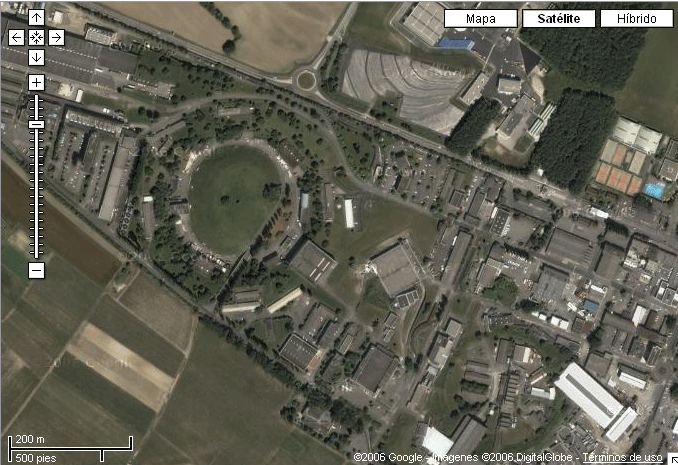 Mapa Satélite Híbrido
200 m
500 pies
©2006 Google - Imágenes ©2006 DigitalGlobe - Términos de uso